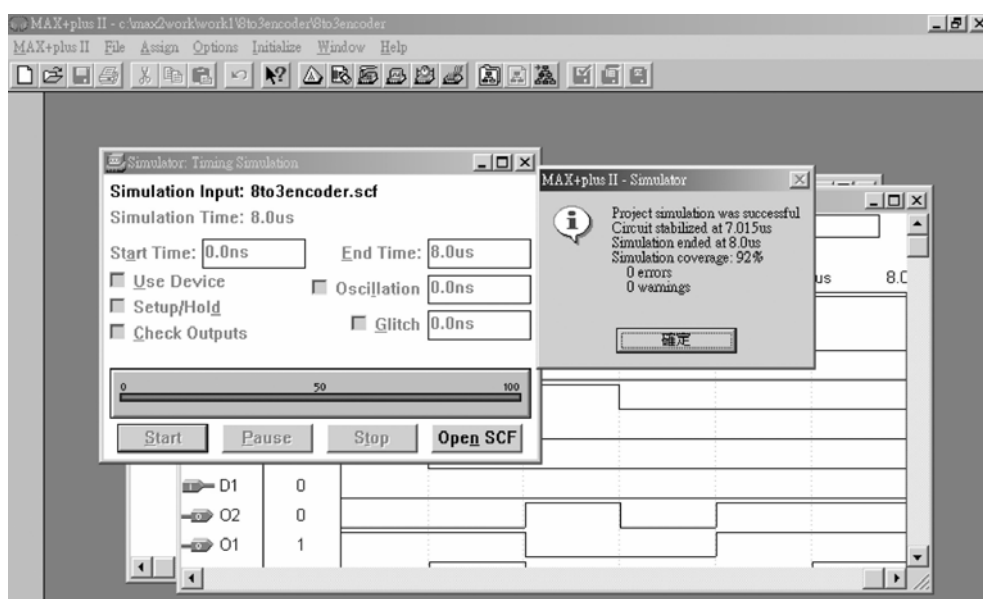 MAX+plus II - c:\max2work\work1\8to3encoder\8to3encoder
MAX+plus II File Assign Options Initialize Window Help
Simulator: Timing Simulation
Simulation Input: 8to3encoder.scf
Simulation Time: 8.0us
Start Time: 0.0ns End Time: 8.0us
Use Device Oscillation 0.0ns
Setup/Hold Glitch 0.0ns
Check Outputs
0 50 100
Start Pause Stop Open SCF
MAX+plus II - Simulator
Project simulation was successful
Circuit stabilized at 7.015us
Simulation ended at 8.0us
Simulation coverage: 92%
0 errors
0 warnings
確定
us 8.0
D1 0
O2 0
O1 1